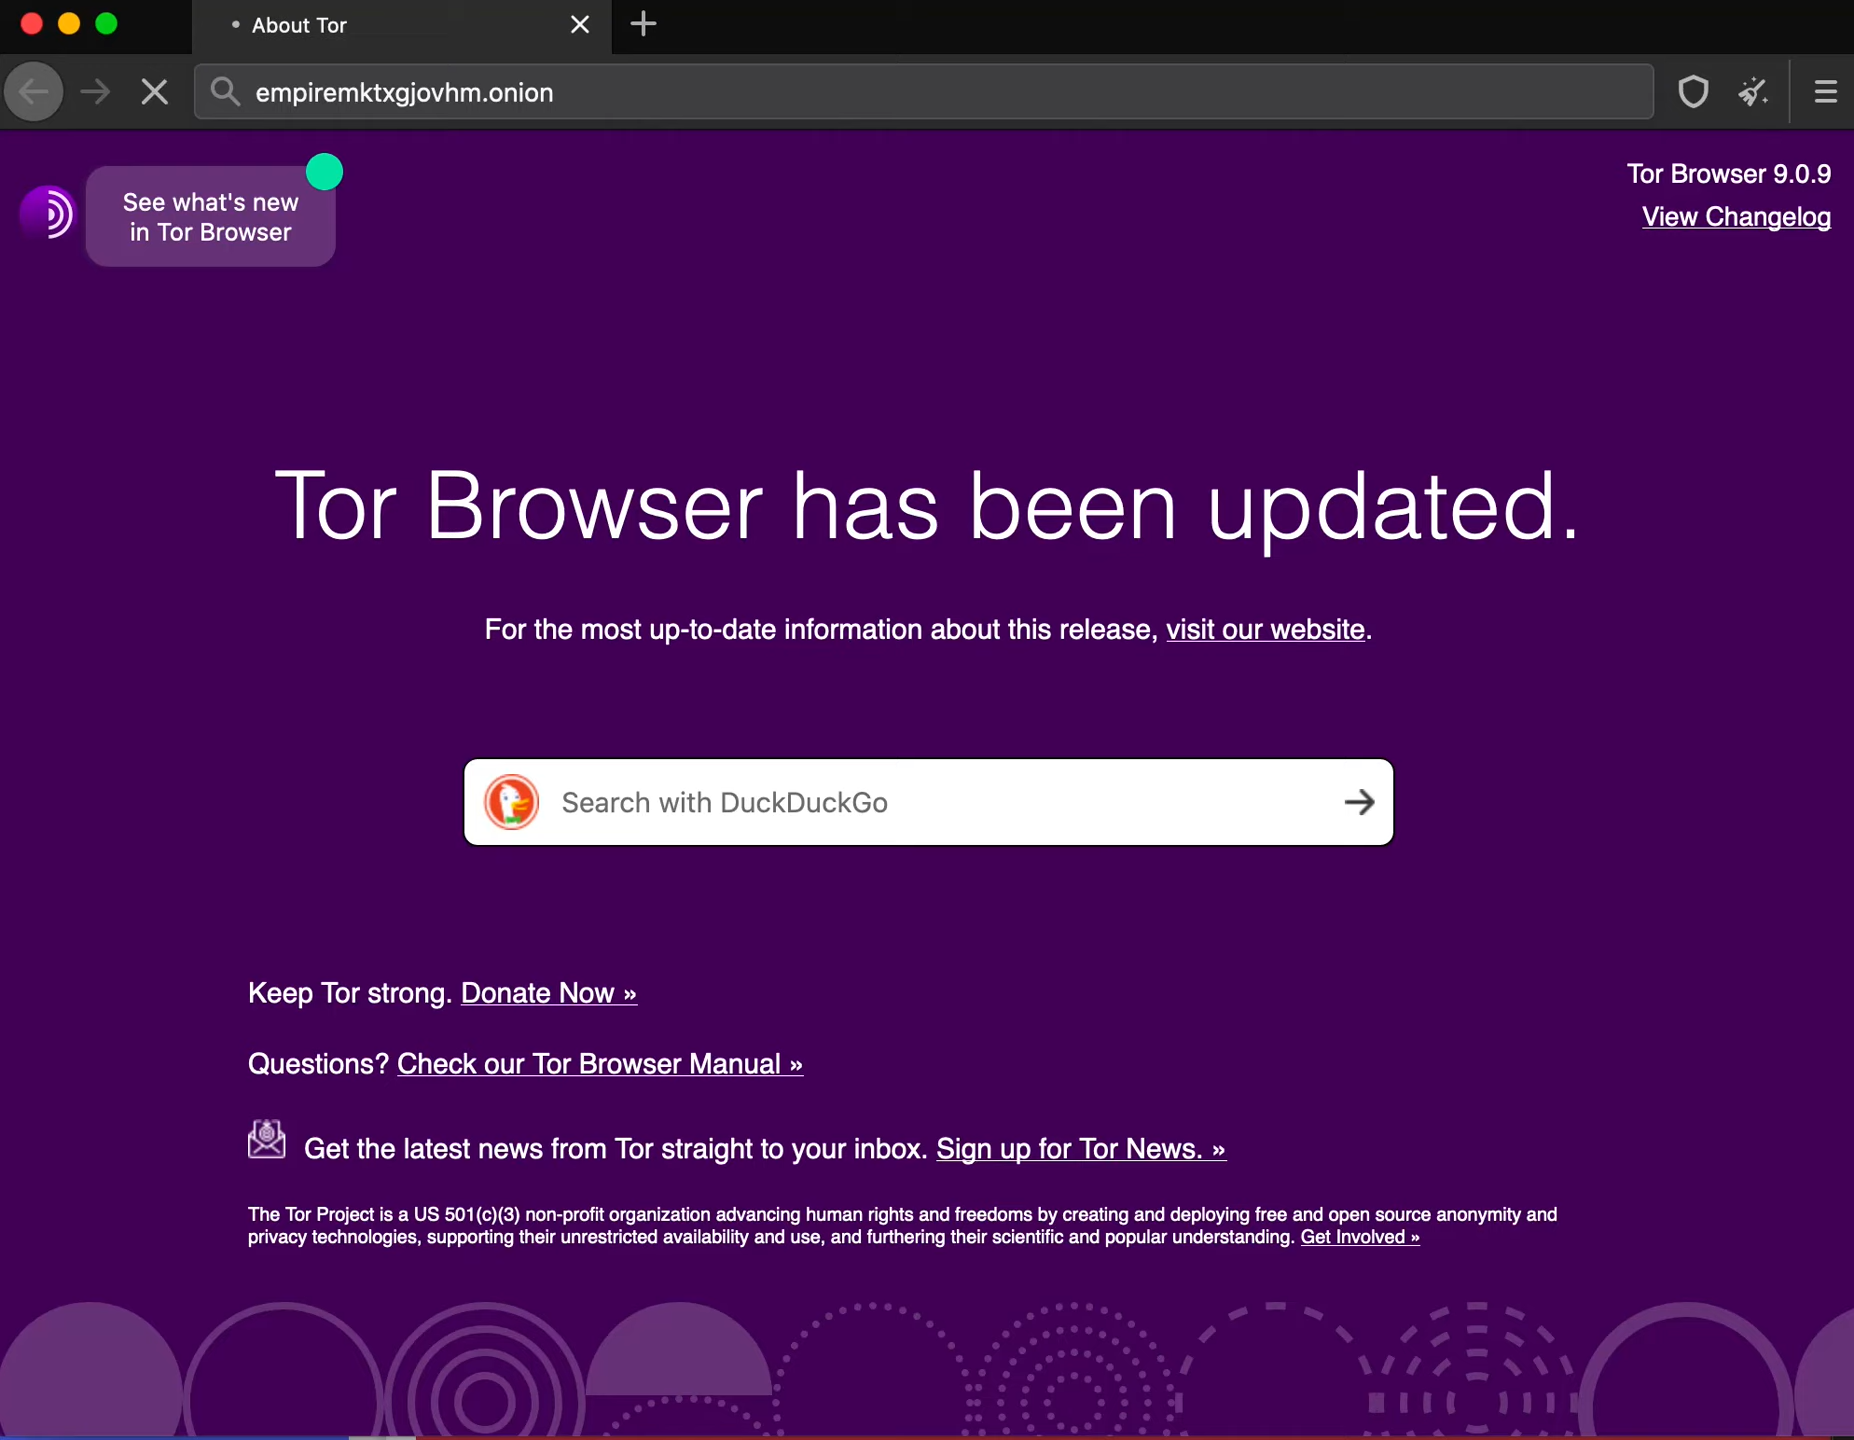 About Tor
empiremktxgjovhm.onion
See what's new
in Tor Browser
Tor Browser 9.0.9
View Changelog
Tor Browser has been updated.
For the most up-to-date information about this release, visit our website.
Search with DuckDuckGo
Keep Tor strong. Donate Now »
Questions? Check our Tor Browser Manual »
Get the latest news from Tor straight to your inbox. Sign up for Tor News. »
The Tor Project is a US 501(c)(3) non-profit organization advancing human rights and freedoms by creating and deploying free and open source anonymity and
privacy technologies, supporting their unrestricted availability and use, and furthering their scientific and popular understanding. Get Involved »